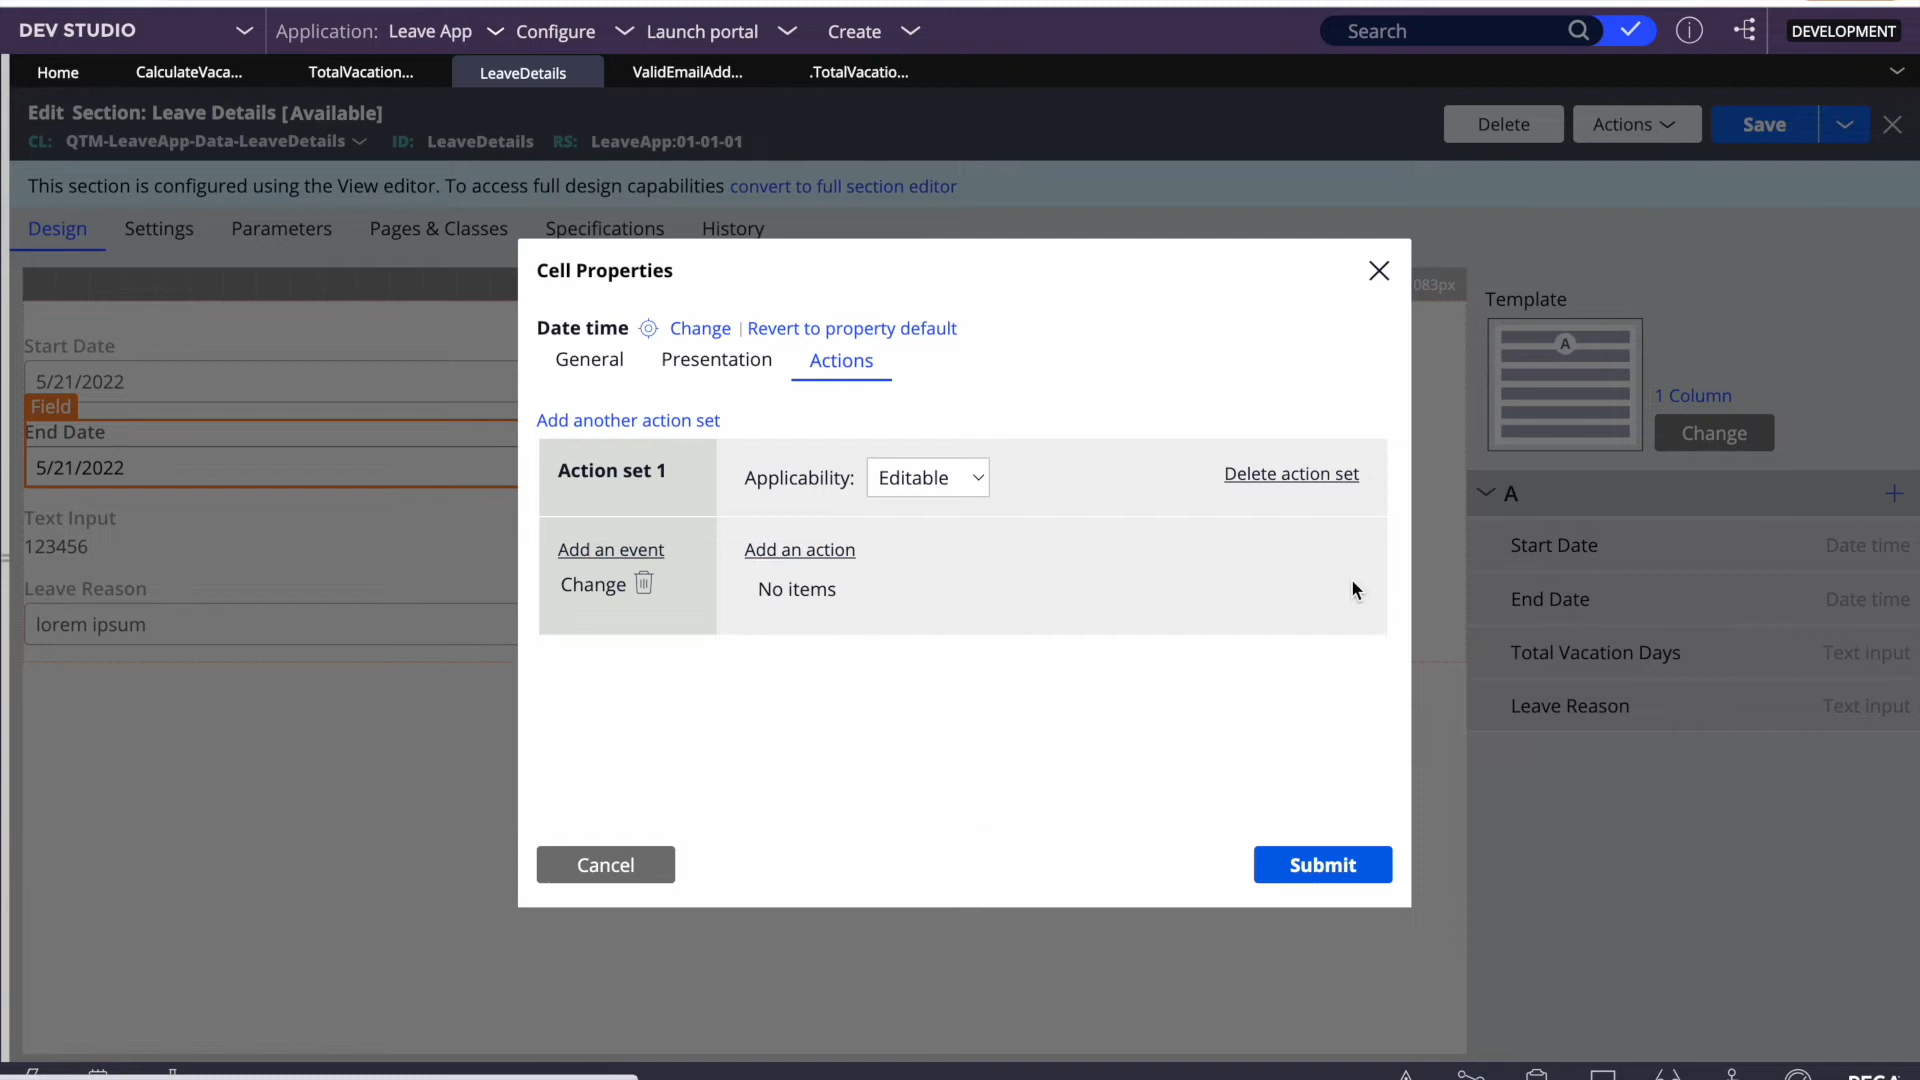 DEV STUDIO
Application: Leave App
Configure
Launch portal
Create
Search
DEVELOPMENT
Home
CalculateVaca...
TotalVacation...
LeaveDetails
ValidEmailAdd...
.TotalVacatio...
Edit Section: Leave Details [Available]
CL: QTM-LeaveApp-Data-LeaveDetails ID: LeaveDetails RS: LeaveApp:01-01-01
Delete
Actions
Save
This section is configured using the View editor. To access full design capabilities convert to full section editor
Design
Settings
Parameters
Pages & Classes
Specifications
History
083px
Start Date
5/21/2022
Field
End Date
5/21/2022
Text Input
123456
Leave Reason
lorem ipsum
Cell Properties
Date time Change | Revert to property default
General
Presentation
Actions
Add another action set
Action set 1
Applicability: Editable
Delete action set
Add an event
Change
Add an action
No items
Cancel
Submit
Template
A
1 Column
Change
A
Start Date Date time
End Date Date time
Total Vacation Days Text input
Leave Reason Text input
PEGA